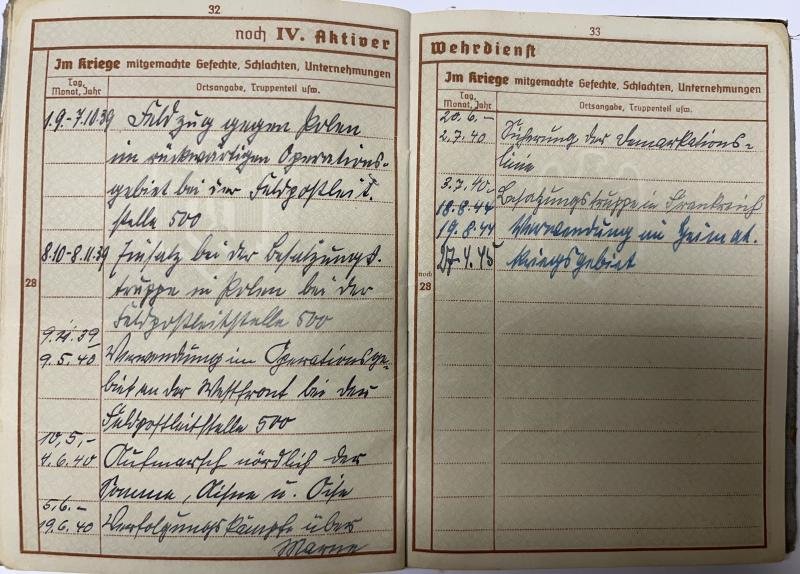 32
noch IV. Aktiver
Im Kriege mitgemachte Gefechte, Schlachten, Unternehmungen
Tag, Monat, Jahr
Ortsangabe, Truppenteil usw.
1.9.-7.10.39 Feldzug gegen Polen
im rückwärtigen Operations-
gebiet bei der Feldpostleit-
stelle 500
8.10-8.11.39 Einsatz bei der Besatzungs-
28
truppe in Polen bei der
Feldpostleitstelle 500
9.11.39
9.5.40 Verwendung im Operationsge-
biet an der Westfront bei der
Feldpostleitstelle 500
10.5.-
4.6.40 Aufmarsch nördlich der
Somme, Aisne u. Oise
5.6.-
19.6.40 Verfolgungskämpfe über
Marne
33
Wehrdienst
Im Kriege mitgemachte Gefechte, Schlachten, Unternehmungen
Tag, Monat, Jahr
Ortsangabe, Truppenteil usw.
20.6.-
2.7.40 Sicherung der Demarkations-
linie
3.7.40-
18.8.44 Besatzungstruppe in Frankreich
19.8.44 Verwendung im Heimat-
27.4.45 kriegsgebiet
noch
28